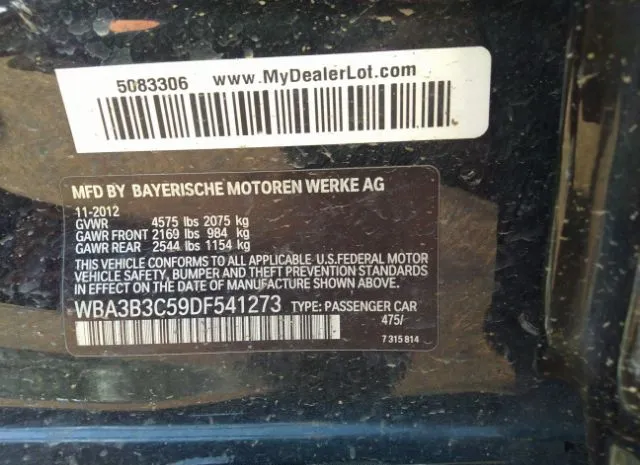 5083306 www.MyDealerLot.com
MFD BY BAYERISCHE MOTOREN WERKE AG
11-2012
GVWR 4575 lbs 2075 kg
GAWR FRONT 2169 lbs 984 kg
GAWR REAR 2544 lbs 1154 kg
THIS VEHICLE CONFORMS TO ALL APPLICABLE U.S.FEDERAL MOTOR
VEHICLE SAFETY, BUMPER, AND THEFT PREVENTION STANDARDS
IN EFFECT ON THE DATE OF MANUFACTURE SHOWN ABOVE.
WBA3B3C59DF541273 TYPE: PASSENGER CAR
475/
7 315 814